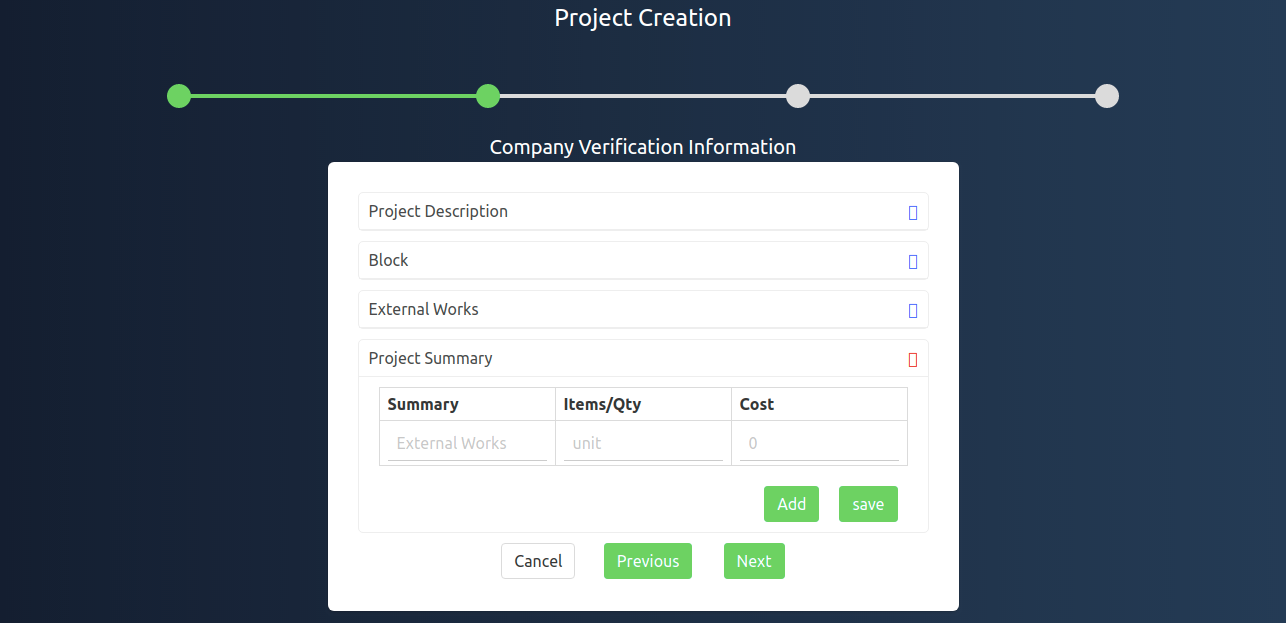 Project Creation
Company Verification Information
Project Description
Block
External Works
Project Summary
Summary Items/Qty Cost
External Works unit 0
Add save
Cancel Previous Next